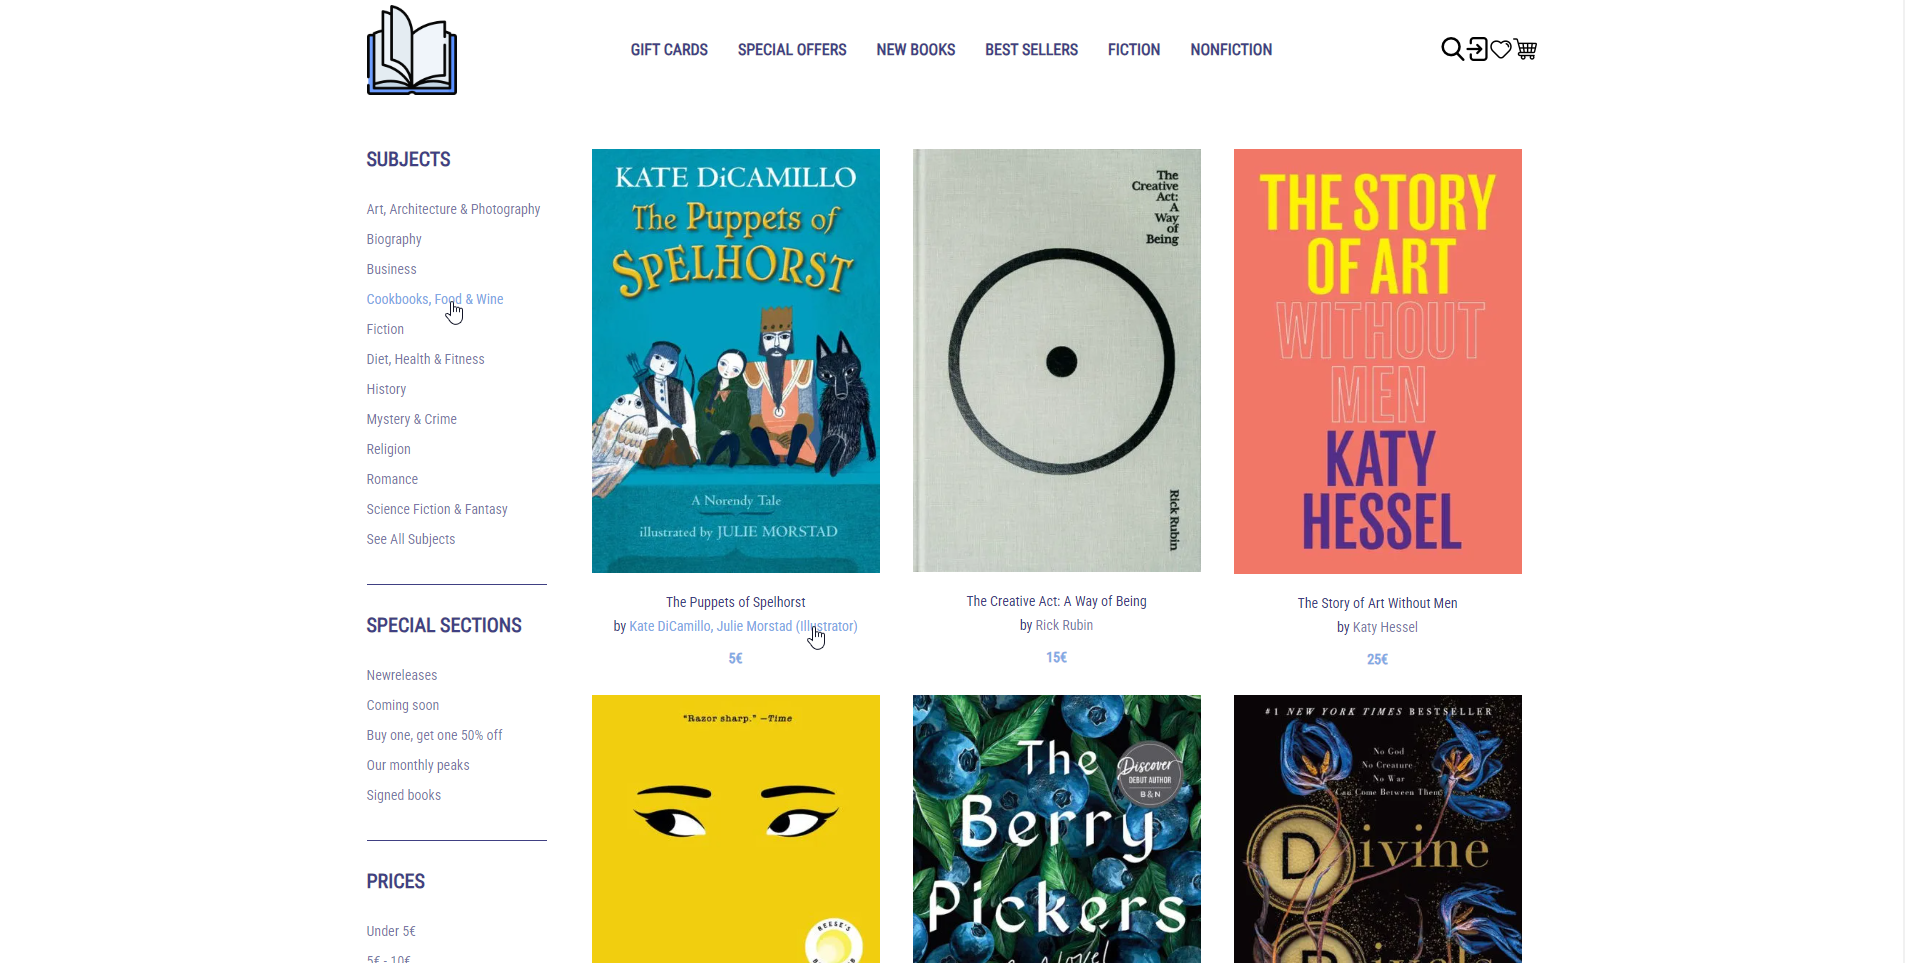 GIFT CARDS
SPECIAL OFFERS
NEW BOOKS
BEST SELLERS
FICTION
NONFICTION
SUBJECTS
Art, Architecture & Photography
Biography
Business
Cookbooks, Food & Wine
Fiction
Diet, Health & Fitness
History
Mystery & Crime
Religion
Romance
Science Fiction & Fantasy
See All Subjects
SPECIAL SECTIONS
Newreleases
Coming soon
Buy one, get one 50% off
Our monthly peaks
Signed books
PRICES
Under 5€
5€ - 10€
KATE DiCAMILLO
The Puppets of
SPELHORST
A Norendy Tale
illustrated by JULIE MORSTAD
The Puppets of Spelhorst
by Kate DiCamillo, Julie Morstad (Illustrator)
5€
The
Creative
Act:
A
Way
of
Being
Rick Rubin
The Creative Act: A Way of Being
by Rick Rubin
15€
THE STORY
OF ART
WITHOUT
MEN
KATY
HESSEL
The Story of Art Without Men
by Katy Hessel
25€
"Razor sharp." —Time
REESE'S
The
Berry
Pickers
Discover
DEBUT AUTHOR
B&N
a novel
#1 NEW YORK TIMES BESTSELLER
No God
No Creature
No War
Can Come Between Them
Divine